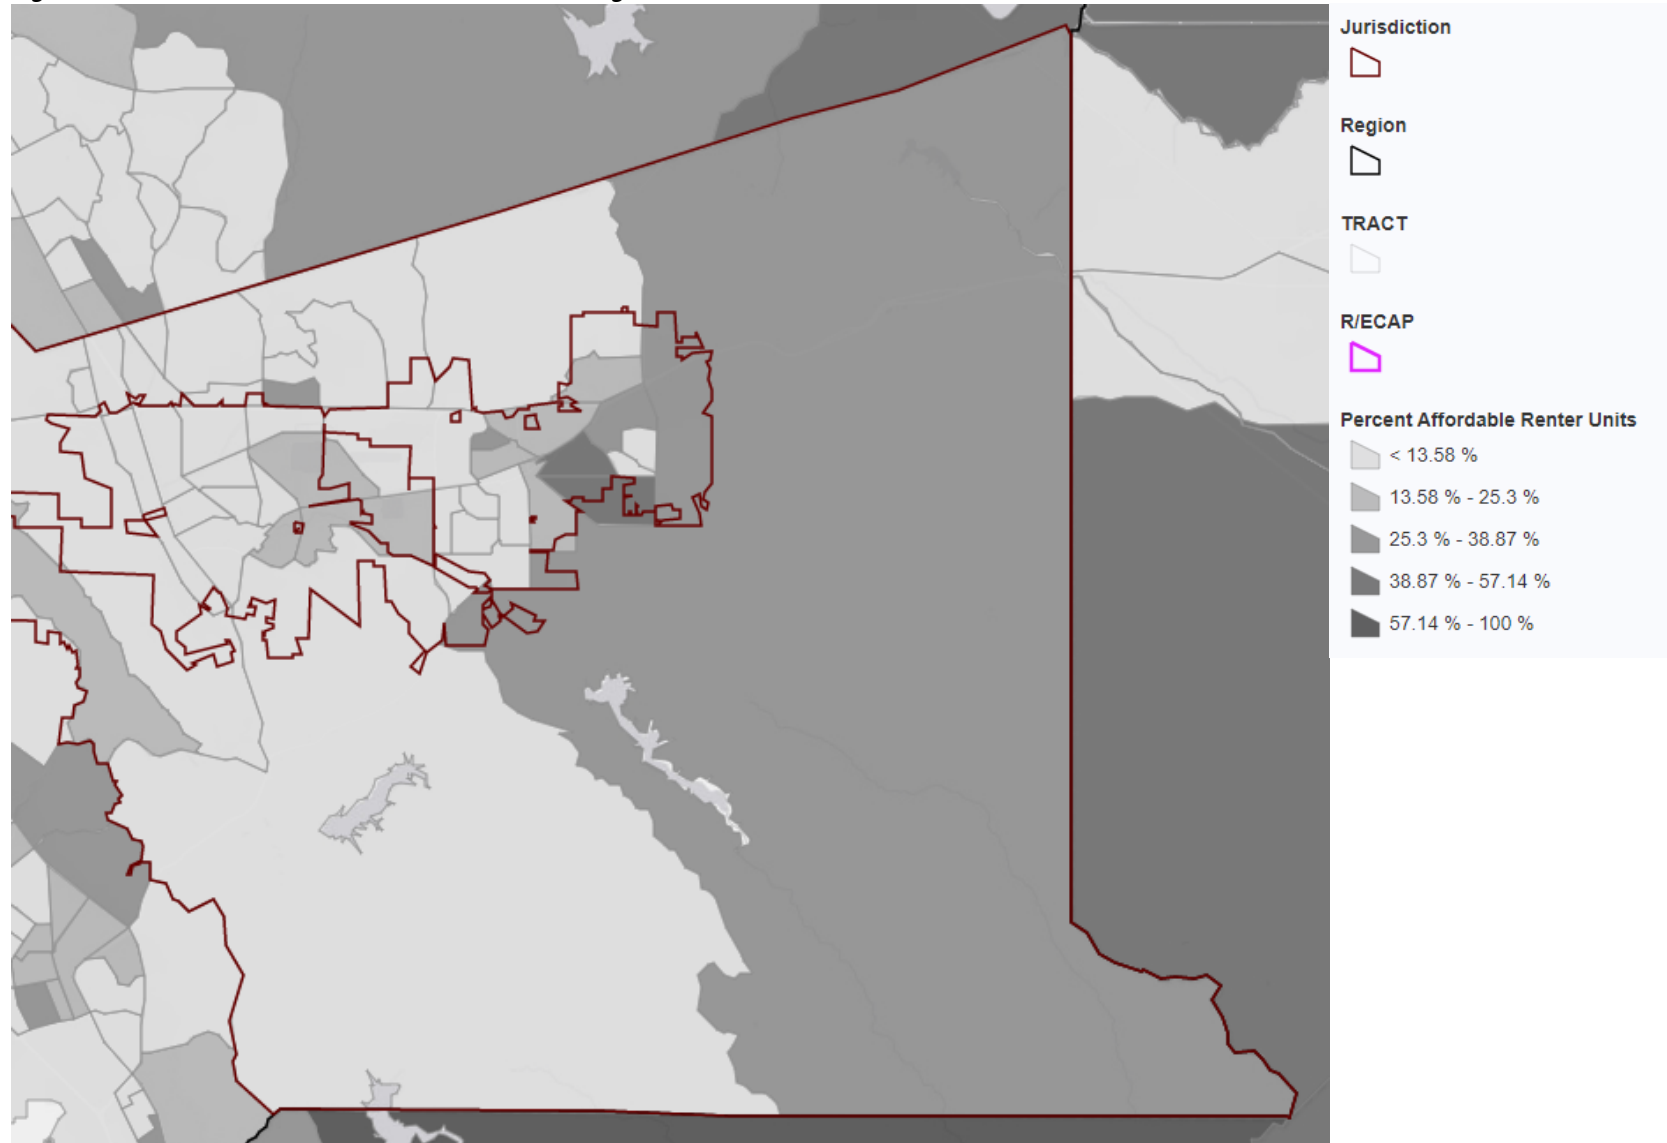 Jurisdiction
Region
TRACT
R/ECAP
Percent Affordable Renter Units
< 13.58 %
13.58 % - 25.3 %
25.3 % - 38.87 %
38.87 % - 57.14 %
57.14 % - 100 %